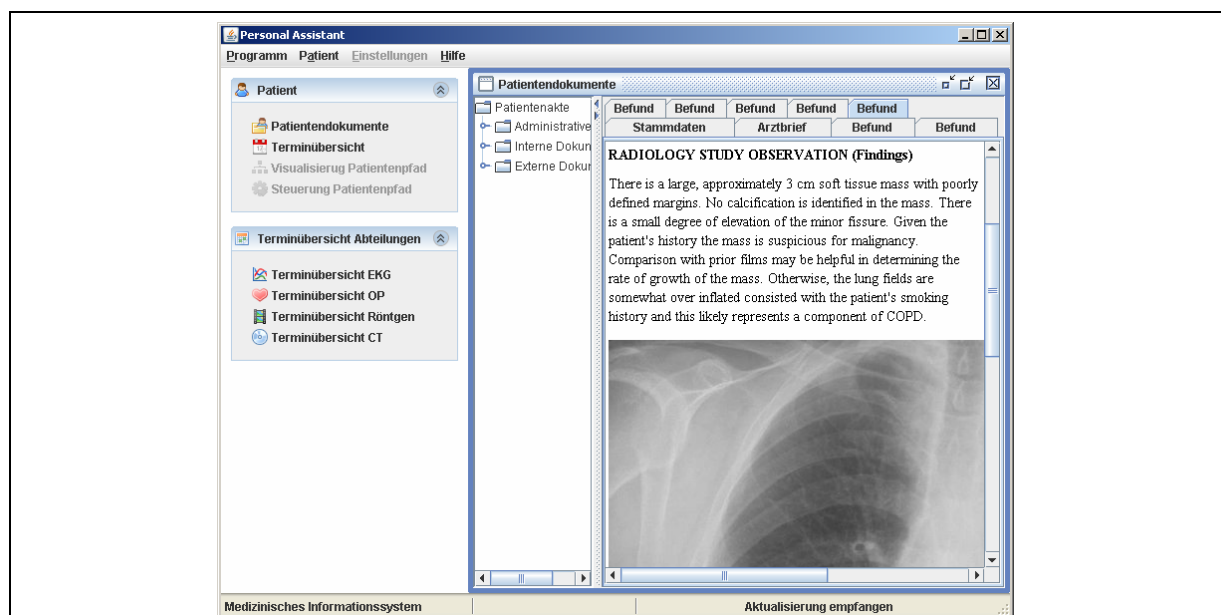 Personal Assistant
Programm Patient Einstellungen Hilfe
Patient
Patientendokumente
Terminübersicht
Visualisierug Patientenpfad
Steuerung Patientenpfad
Terminübersicht Abteilungen
Terminübersicht EKG
Terminübersicht OP
Terminübersicht Röntgen
Terminübersicht CT
Patientendokumente
Patientenakte
Administrative
Interne Dokun
Externe Dokur
Befund Befund Befund Befund Befund
Stammdaten Arztbrief Befund Befund
RADIOLOGY STUDY OBSERVATION (Findings)
There is a large, approximately 3 cm soft tissue mass with poorly
defined margins. No calcification is identified in the mass. There
is a small degree of elevation of the minor fissure. Given the
patient's history the mass is suspicious for malignancy.
Comparison with prior films may be helpful in determining the
rate of growth of the mass. Otherwise, the lung fields are
somewhat over inflated consisted with the patient's smoking
history and this likely represents a component of COPD.
Medizinisches Informationssystem Aktualisierung empfangen